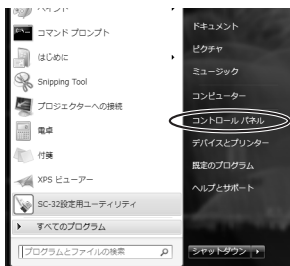 ペイント
コマンド プロンプト
はじめに
Snipping Tool
プロジェクターへの接続
電卓
付箋
XPS ビューアー
SC-32設定用ユーティリティ
すべてのプログラム
プログラムとファイルの検索
ドキュメント
ピクチャ
ミュージック
コンピューター
コントロール パネル
デバイスとプリンター
既定のプログラム
ヘルプとサポート
シャットダウン